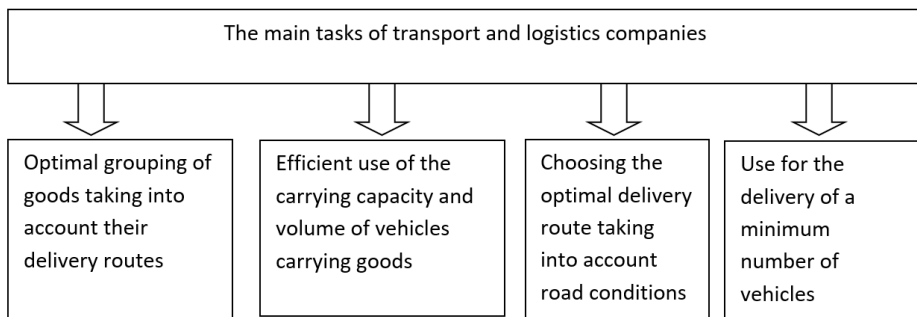 The main tasks of transport and logistics companies
Optimal grouping of
goods taking into
account their
delivery routes
Efficient use of the
carrying capacity and
volume of vehicles
carrying goods
Choosing the
optimal delivery
route taking
into account
road conditions
Use for the
delivery of a
minimum
number of
vehicles